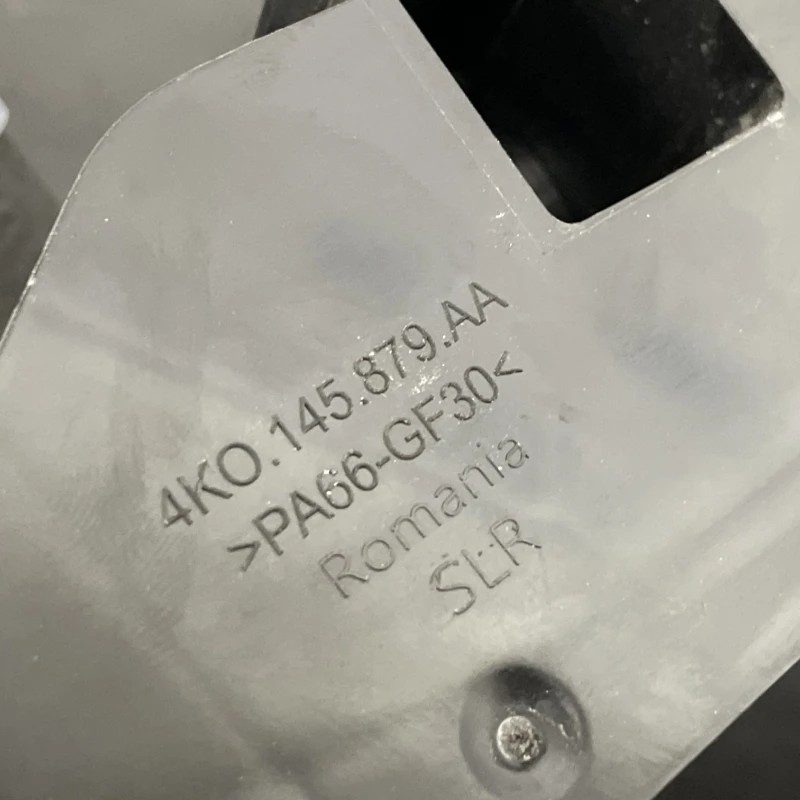 4K0.145.879.AA
>PA66-GF30<
Romania
SLR